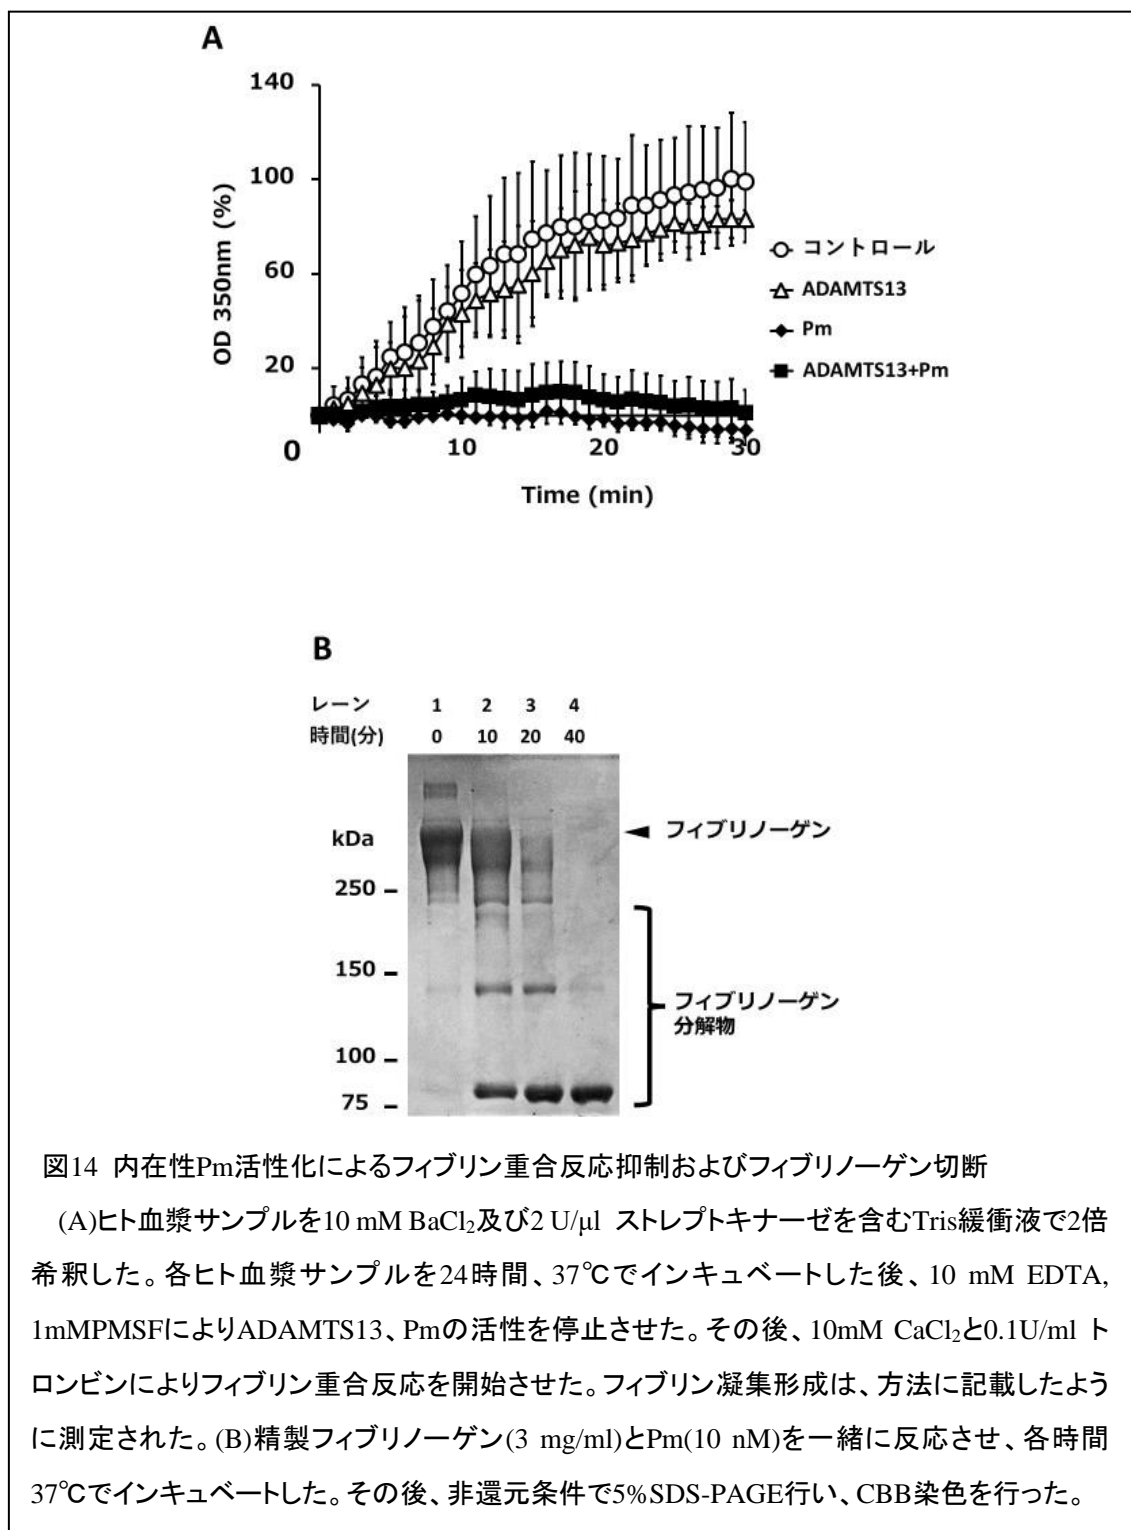 A
140
100
60
20
0
10
20
30
OD 350nm (%)
Time (min)
コントロール
ADAMTS13
Pm
ADAMTS13+Pm
B
レーン 1 2 3 4
時間(分) 0 10 20 40
kDa
250
150
100
75
フィブリノーゲン
フィブリノーゲン
分解物
図14 内在性Pm活性化によるフィブリン重合反応抑制およびフィブリノーゲン切断
(A)ヒト血漿サンプルを10 mM BaCl₂及び2 U/μl ストレプトキナーゼを含むTris緩衝液で2倍
希釈した。各ヒト血漿サンプルを24時間、37℃でインキュベートした後、10 mM EDTA,
1mMPMSFによりADAMTS13、Pmの活性を停止させた。その後、10mM CaCl₂と0.1U/ml ト
ロンビンによりフィブリン重合反応を開始させた。フィブリン凝集形成は、方法に記載したよう
に測定された。(B)精製フィブリノーゲン(3 mg/ml)とPm(10 nM)を一緒に反応させ、各時間
37℃でインキュベートした。その後、非還元条件で5%SDS-PAGE行い、CBB染色を行った。